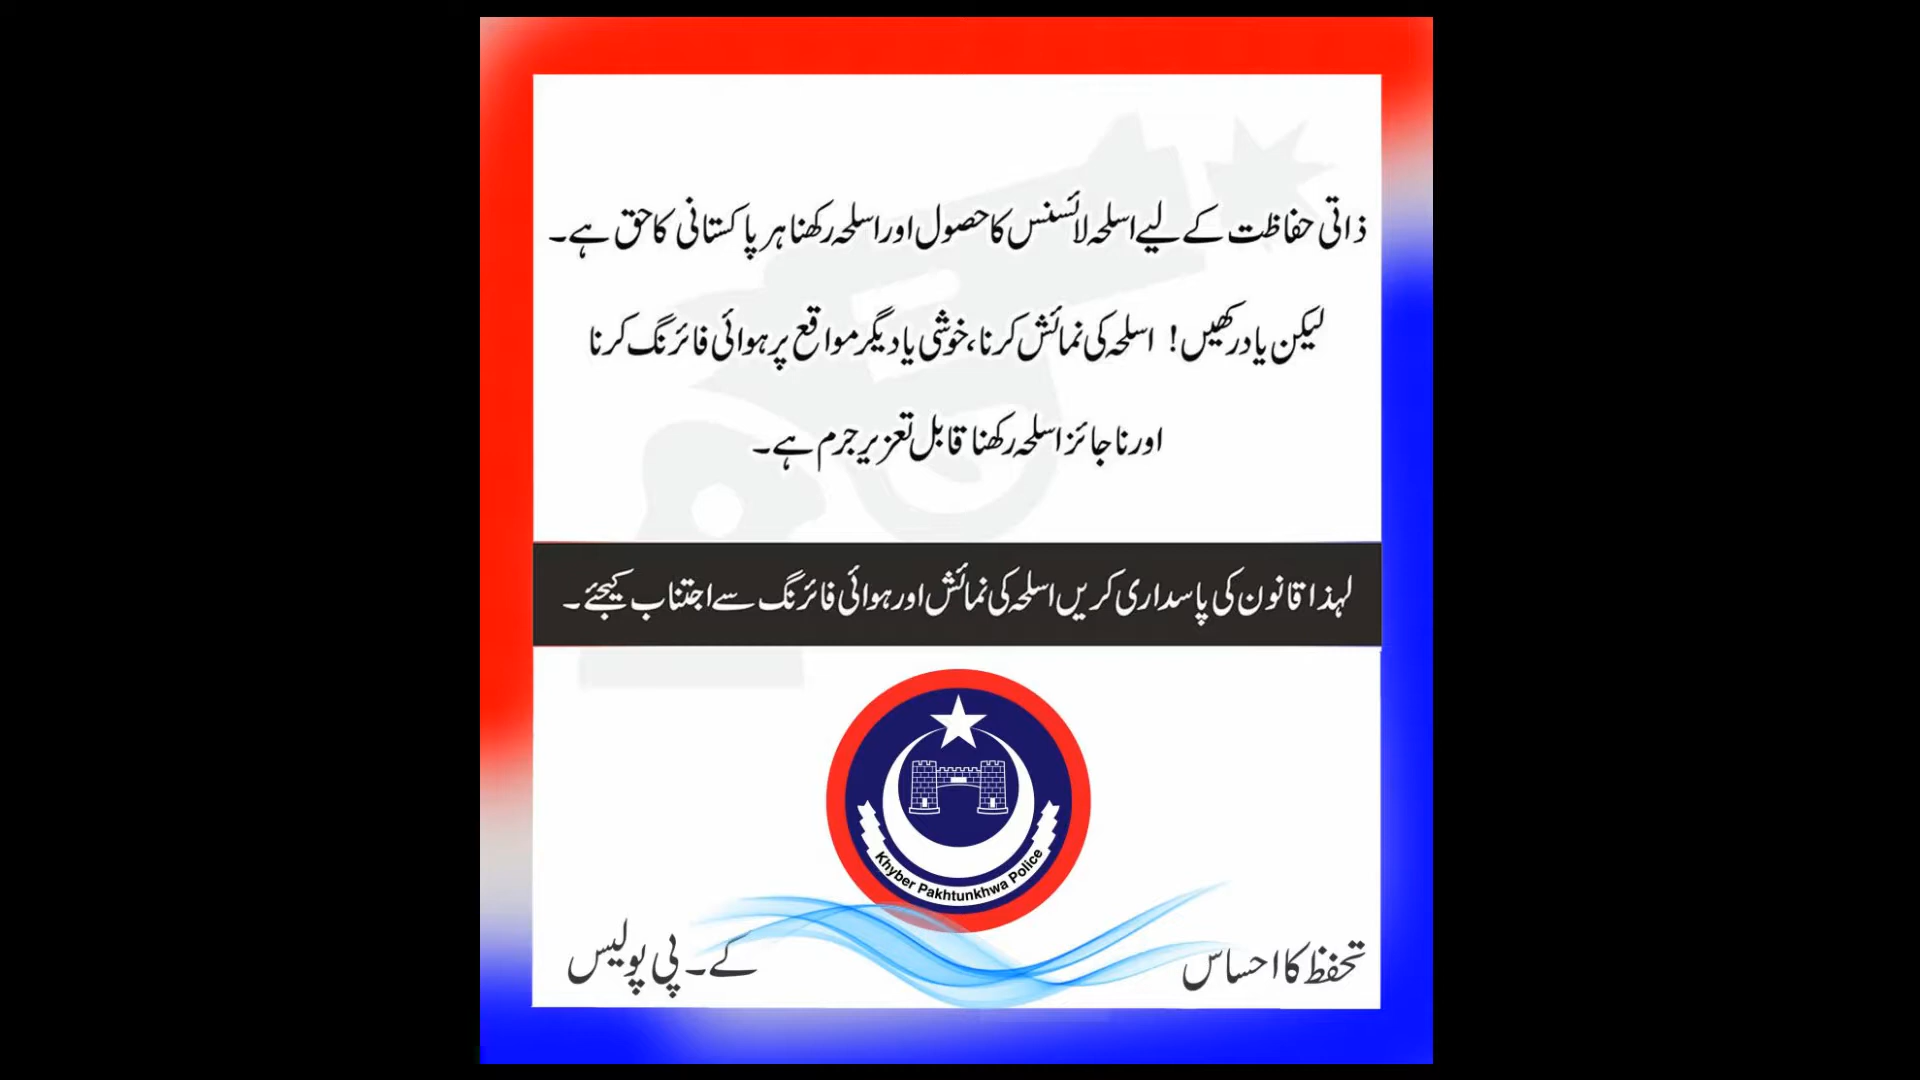 ذاتی حفاظت کے لیے اسلحہ لائسنس کا حصول اور اسلحہ رکھنا ہر پاکستانی کا حق ہے۔
لیکن یاد رکھیں! اسلحہ کی نمائش کرنا، خوشی یا دیگر مواقع پر ہوائی فائرنگ کرنا
اور ناجائز اسلحہ رکھنا قابل تعزیر جرم ہے۔
لہذا قانون کی پاسداری کریں اسلحہ کی نمائش اور ہوائی فائرنگ سے اجتناب کیجئے۔
Khyber Pakhtunkhwa Police
تحفظ کا احساس
کے۔پی پولیس